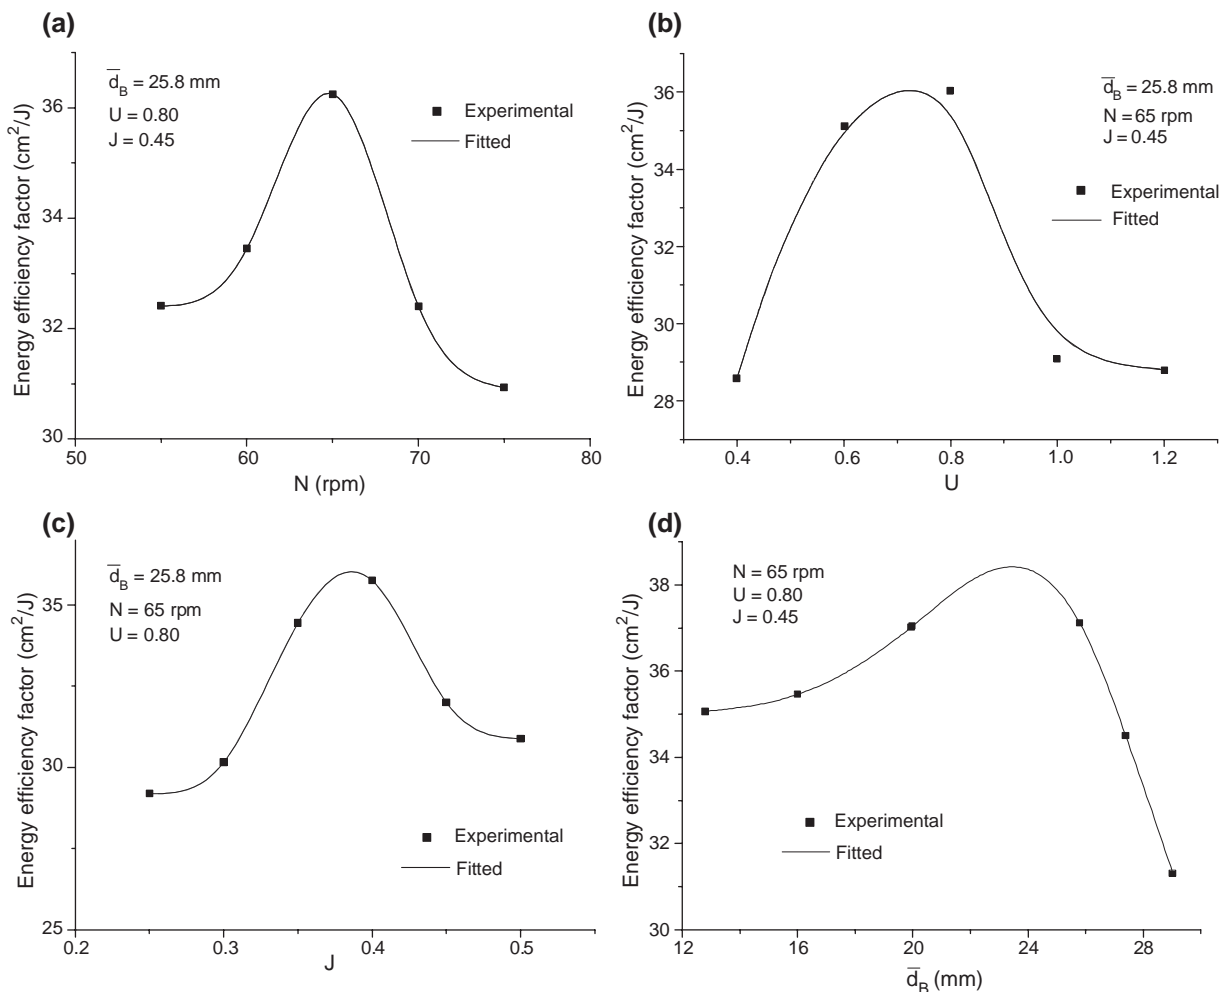 (a)
Energy efficiency factor (cm²/J)
36
34
32
30
50
60
70
80
N (rpm)
d̅_B = 25.8 mm
U = 0.80
J = 0.45
Experimental
Fitted
(b)
Energy efficiency factor (cm²/J)
36
34
32
30
28
0.4
0.6
0.8
1.0
1.2
U
d̅_B = 25.8 mm
N = 65 rpm
J = 0.45
Experimental
Fitted
(c)
Energy efficiency factor (cm²/J)
35
30
25
0.2
0.3
0.4
0.5
J
d̅_B = 25.8 mm
N = 65 rpm
U = 0.80
Experimental
Fitted
(d)
Energy efficiency factor (cm²/J)
38
36
34
32
30
12
16
20
24
28
d̅_B (mm)
N = 65 rpm
U = 0.80
J = 0.45
Experimental
Fitted